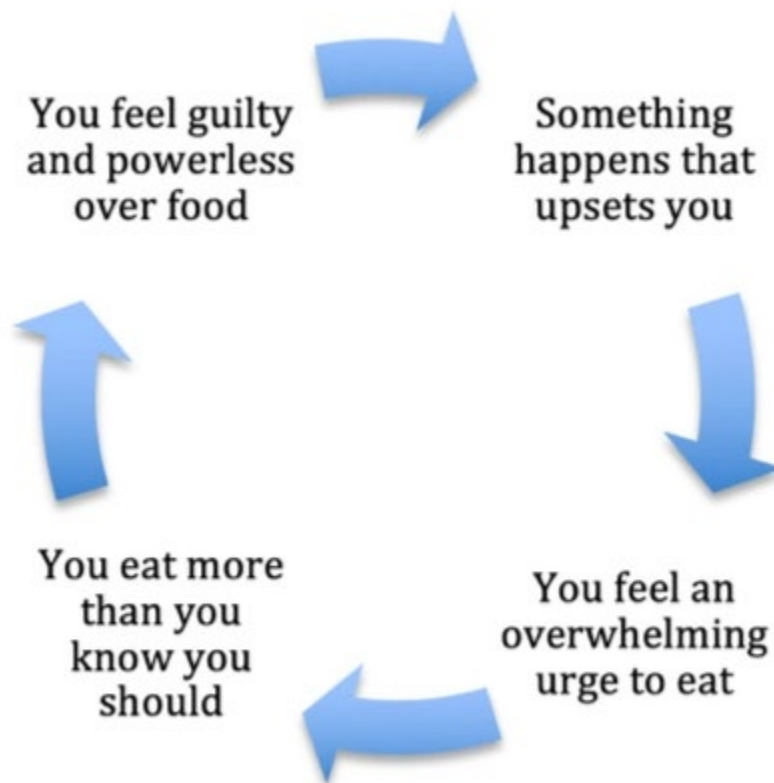 You feel guilty
and powerless
over food
Something
happens that
upsets you
You feel an
overwhelming
urge to eat
You eat more
than you
know you
should